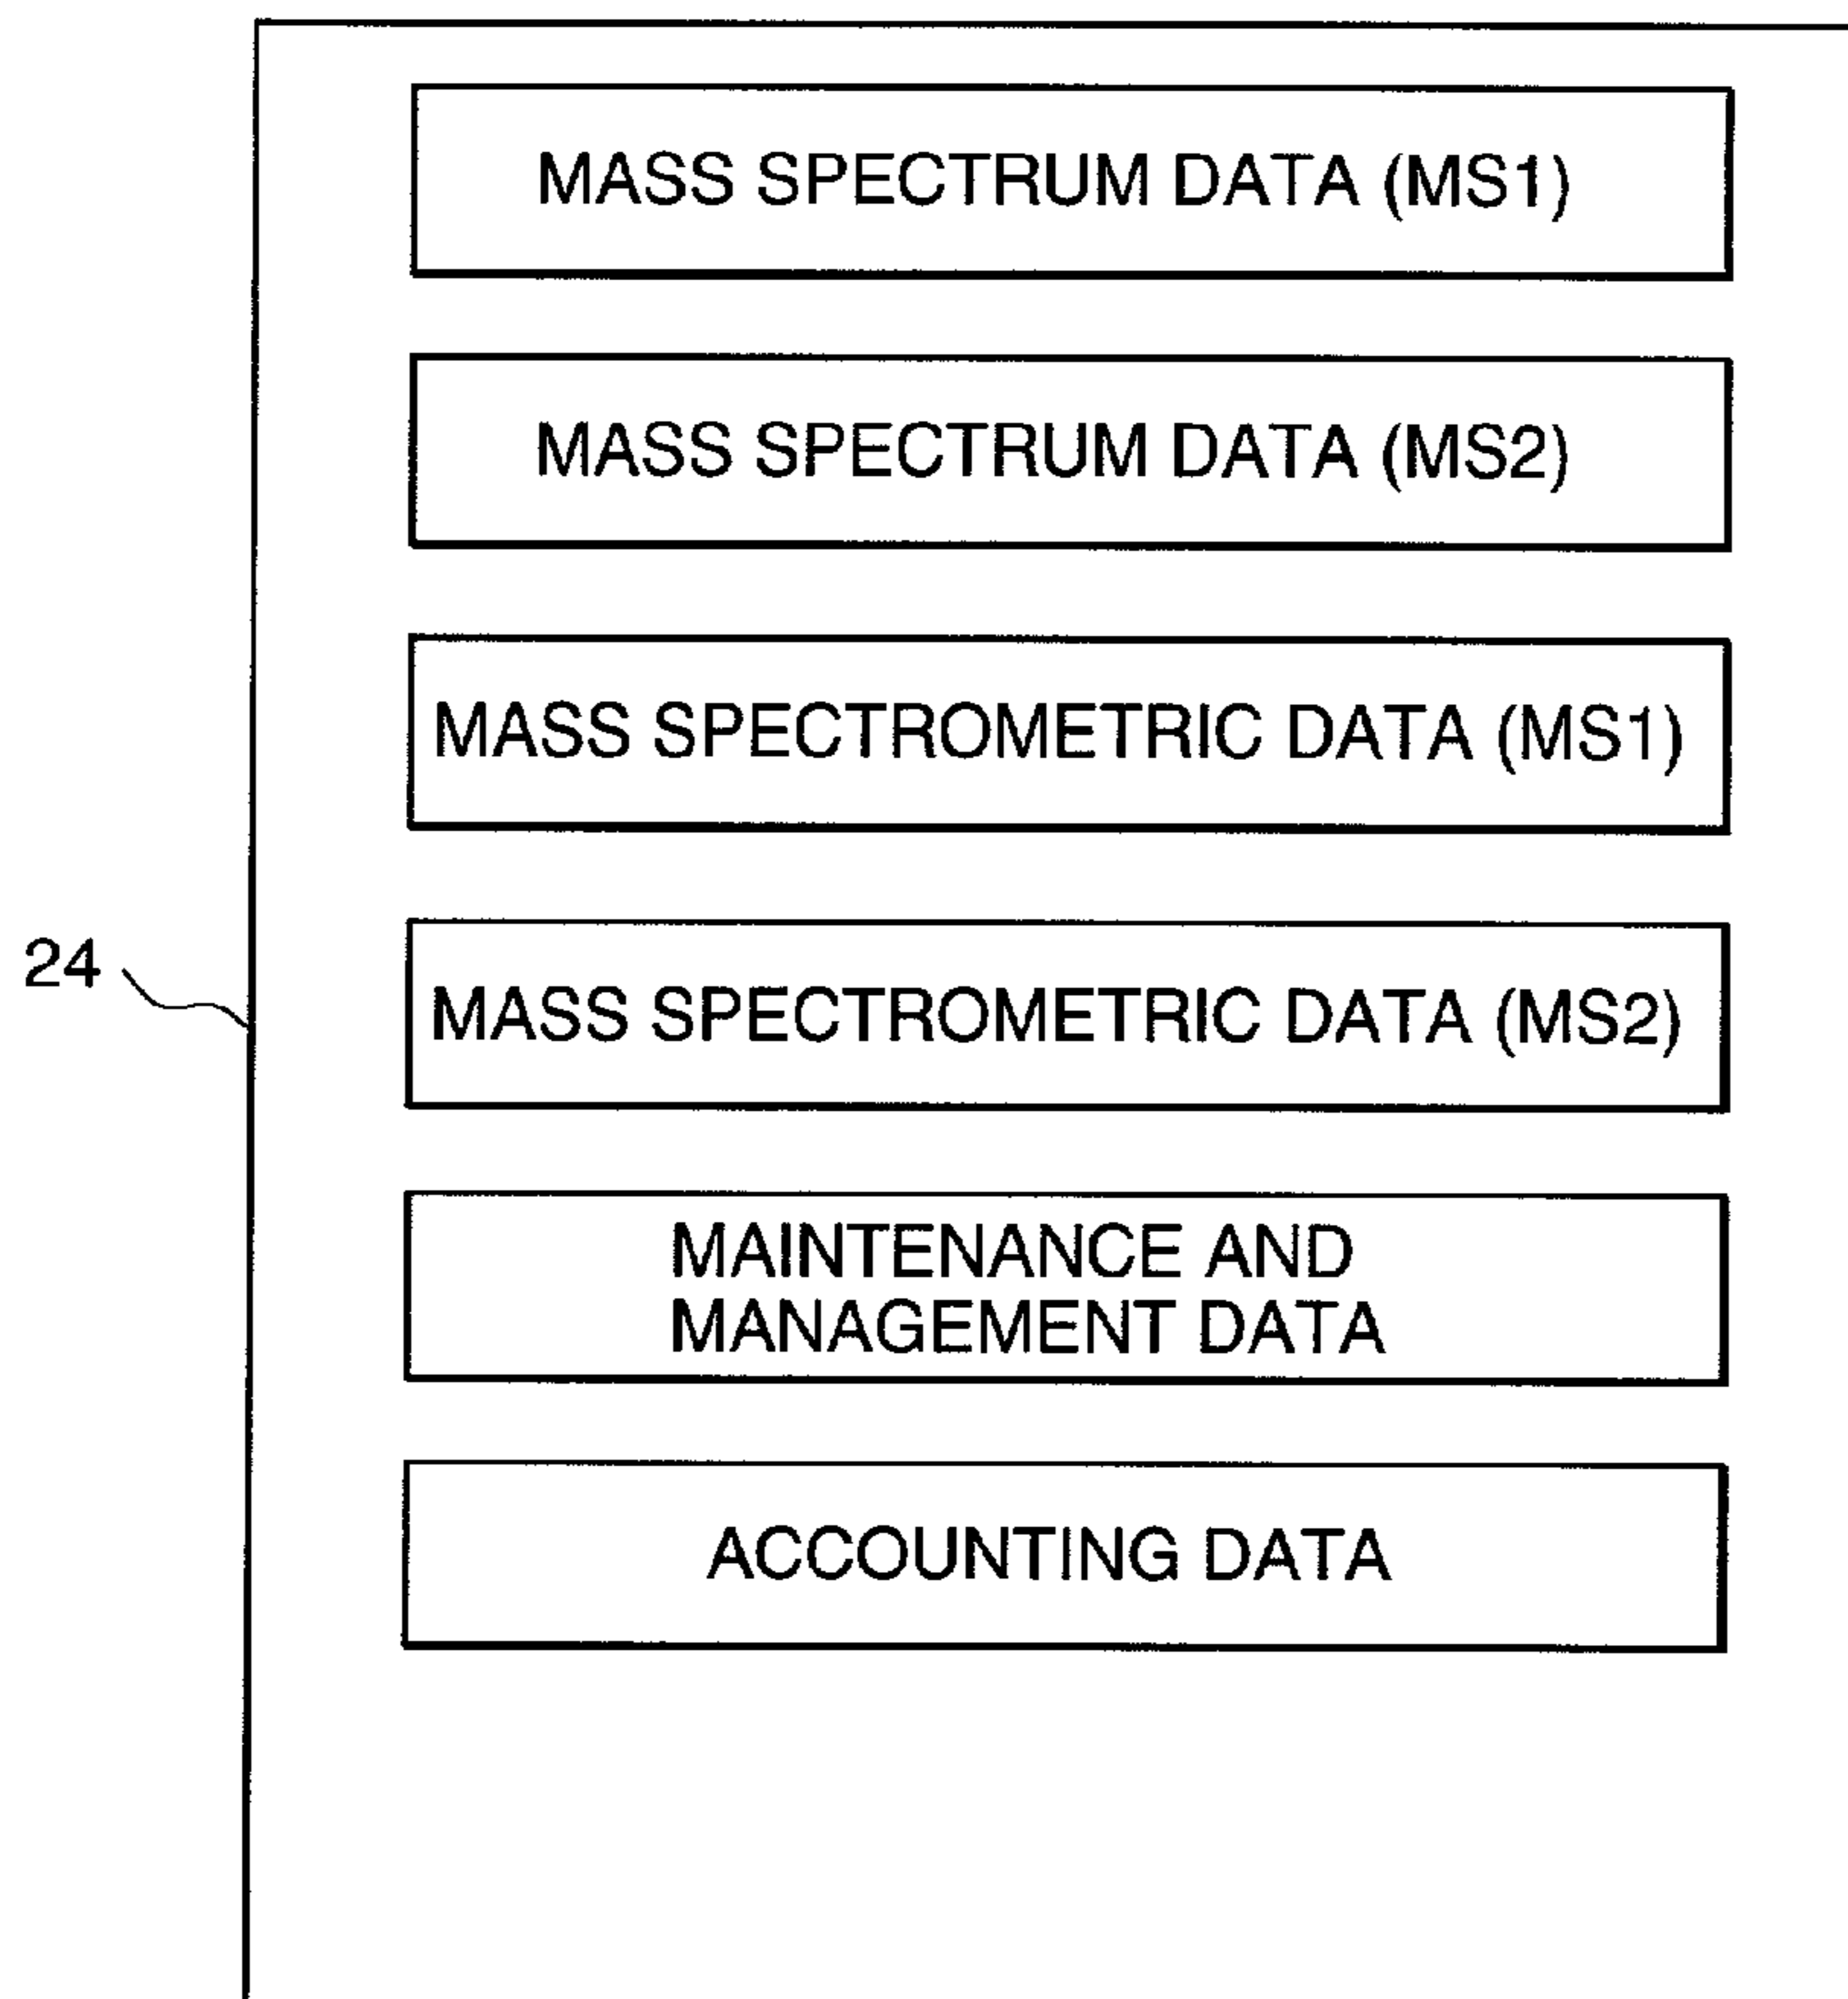 MASS SPECTRUM DATA (MS1)
MASS SPECTRUM DATA (MS2)
MASS SPECTROMETRIC DATA (MS1)
24
MASS SPECTROMETRIC DATA (MS2)
MAINTENANCE AND
MANAGEMENT DATA
ACCOUNTING DATA